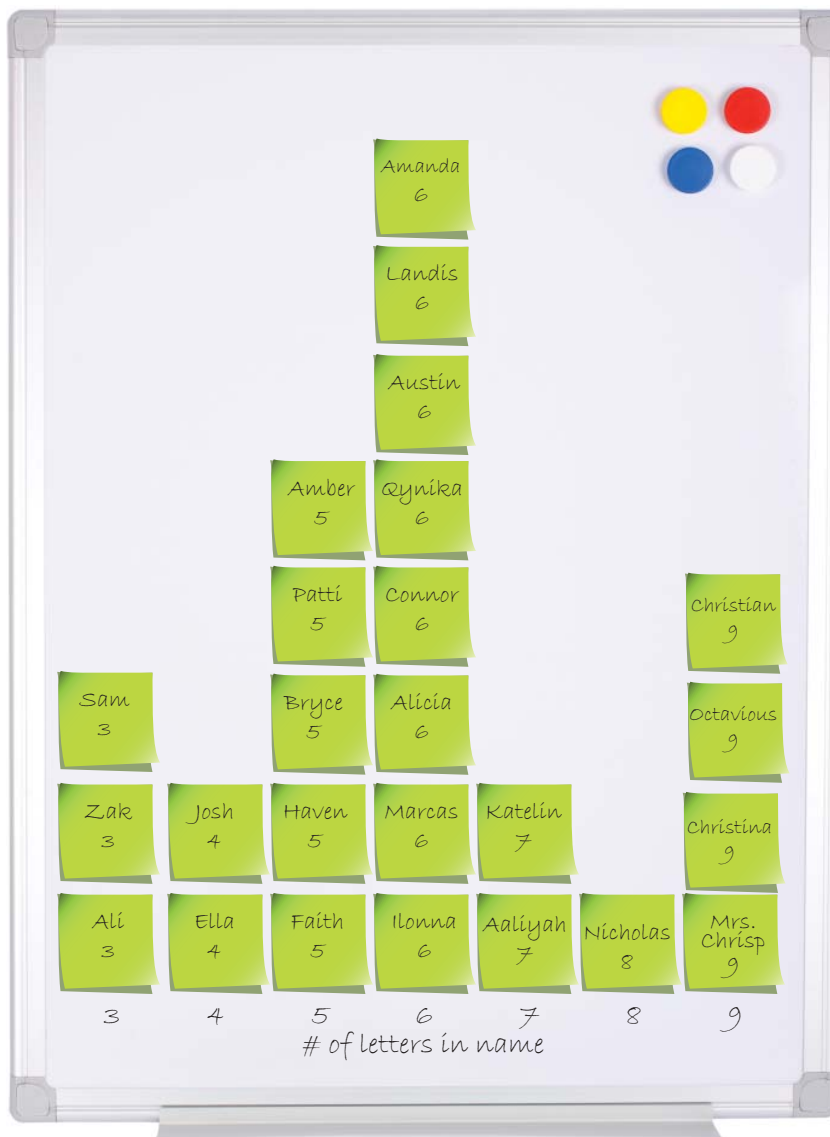 Amanda
6
Landis
6
Austin
6
Amber
5
Qynika
6
Patti
5
Connor
6
Christian
9
Sam
3
Bryce
5
Alicia
6
Octavious
9
Zak
3
Josh
4
Haven
5
Marcas
6
Katelin
7
Christina
9
Ali
3
Ella
4
Faith
5
Ilonna
6
Aaliyah
7
Nicholas
8
Mrs.
Chrisp
9
3 4 5 6 7 8 9
# of letters in name